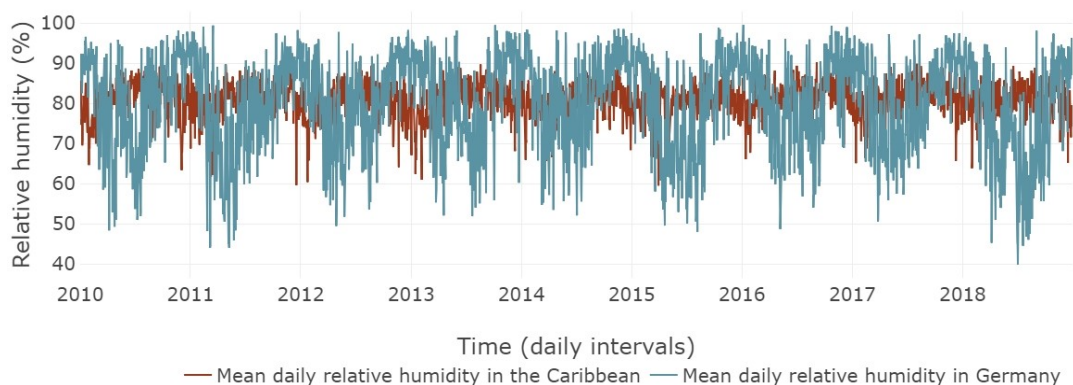 Relative humidity (%)
100
90
80
70
60
50
40
2010 2011 2012 2013 2014 2015 2016 2017 2018
Time (daily intervals)
Mean daily relative humidity in the Caribbean Mean daily relative humidity in Germany